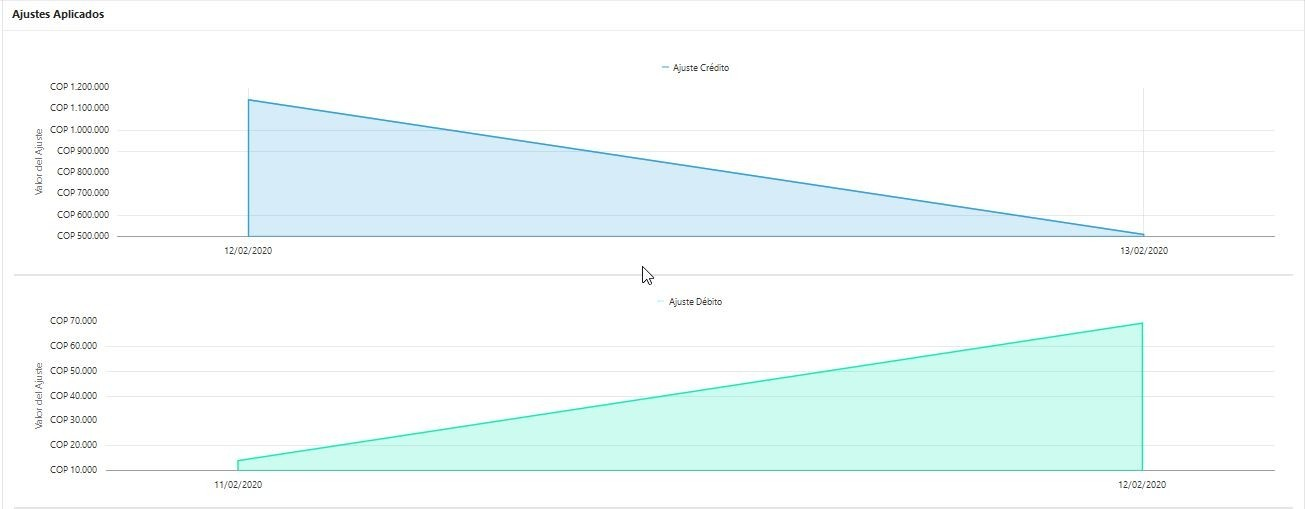 Ajustes Aplicados
Ajuste Crédito
Valor del Ajuste
COP 1.200.000
COP 1.100.000
COP 1.000.000
COP 900.000
COP 800.000
COP 700.000
COP 600.000
COP 500.000
12/02/2020
13/02/2020
Ajuste Débito
Valor del Ajuste
COP 70.000
COP 60.000
COP 50.000
COP 40.000
COP 30.000
COP 20.000
COP 10.000
11/02/2020
12/02/2020